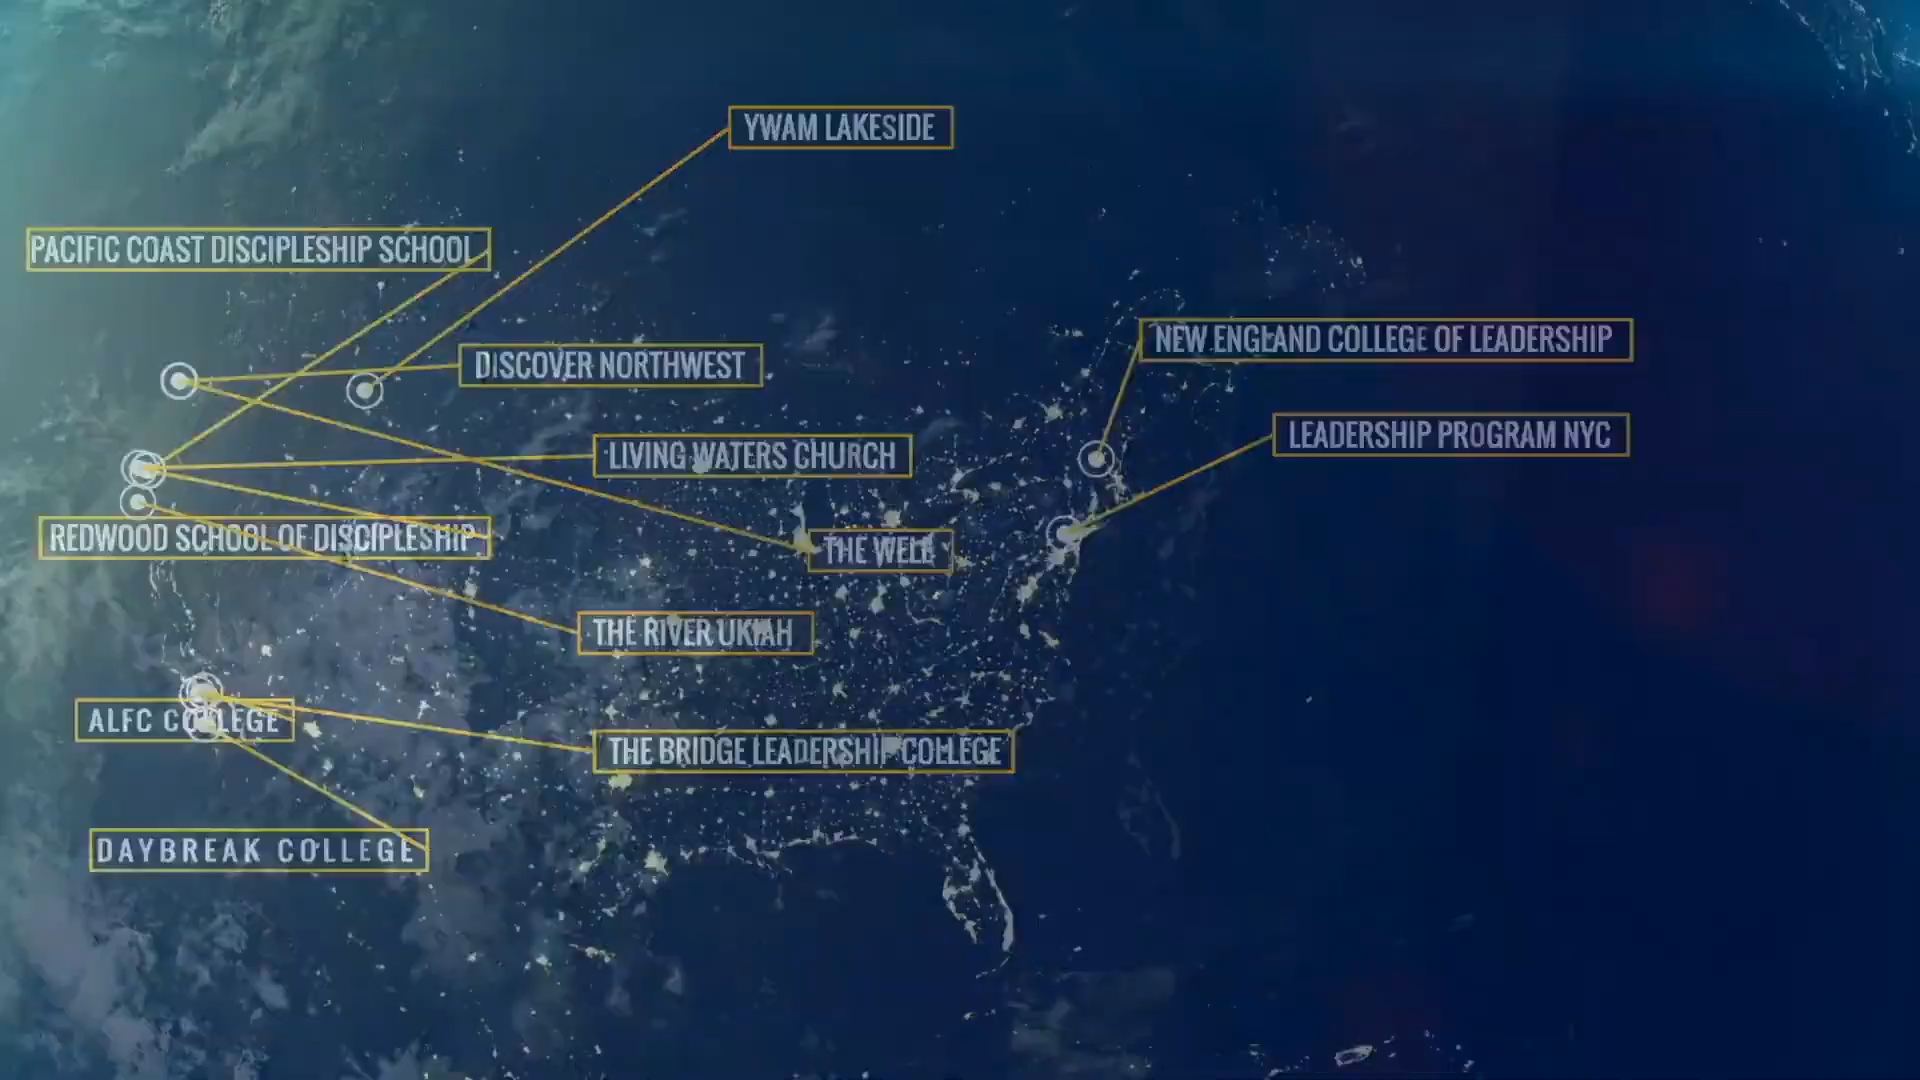 YWAM LAKESIDE
PACIFIC COAST DISCIPLESHIP SCHOOL
NEW ENGLAND COLLEGE OF LEADERSHIP
DISCOVER NORTHWEST
LEADERSHIP PROGRAM NYC
LIVING WATERS CHURCH
REDWOOD SCHOOL OF DISCIPLESHIP
THE WELL
THE RIVER UKIAH
ALFC COLLEGE
THE BRIDGE LEADERSHIP COLLEGE
DAYBREAK COLLEGE